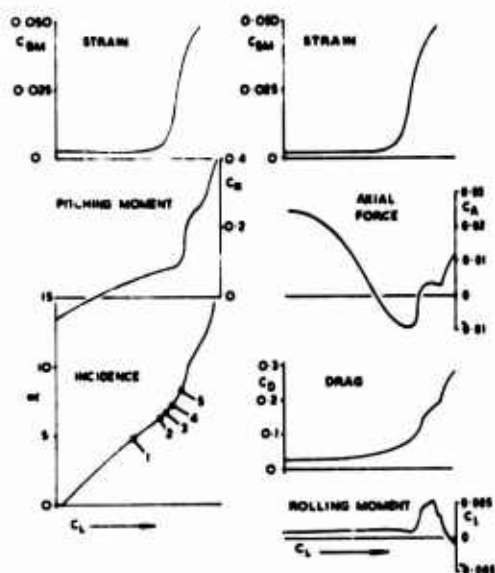 0·050
C_BM
STRAIN
0·025
0
0·050
C_BM
STRAIN
0·025
0
0·4
C_m
PITCHING MOMENT
0·2
0
AXIAL FORCE
C_A
0·02
0·01
0
0·01
15
10
5
0
α
INCIDENCE
1
2
3
4
5
C_L
0·3
C_D
DRAG
0·2
0·1
0
ROLLING MOMENT
0·005
C_l
0
0·005
C_L